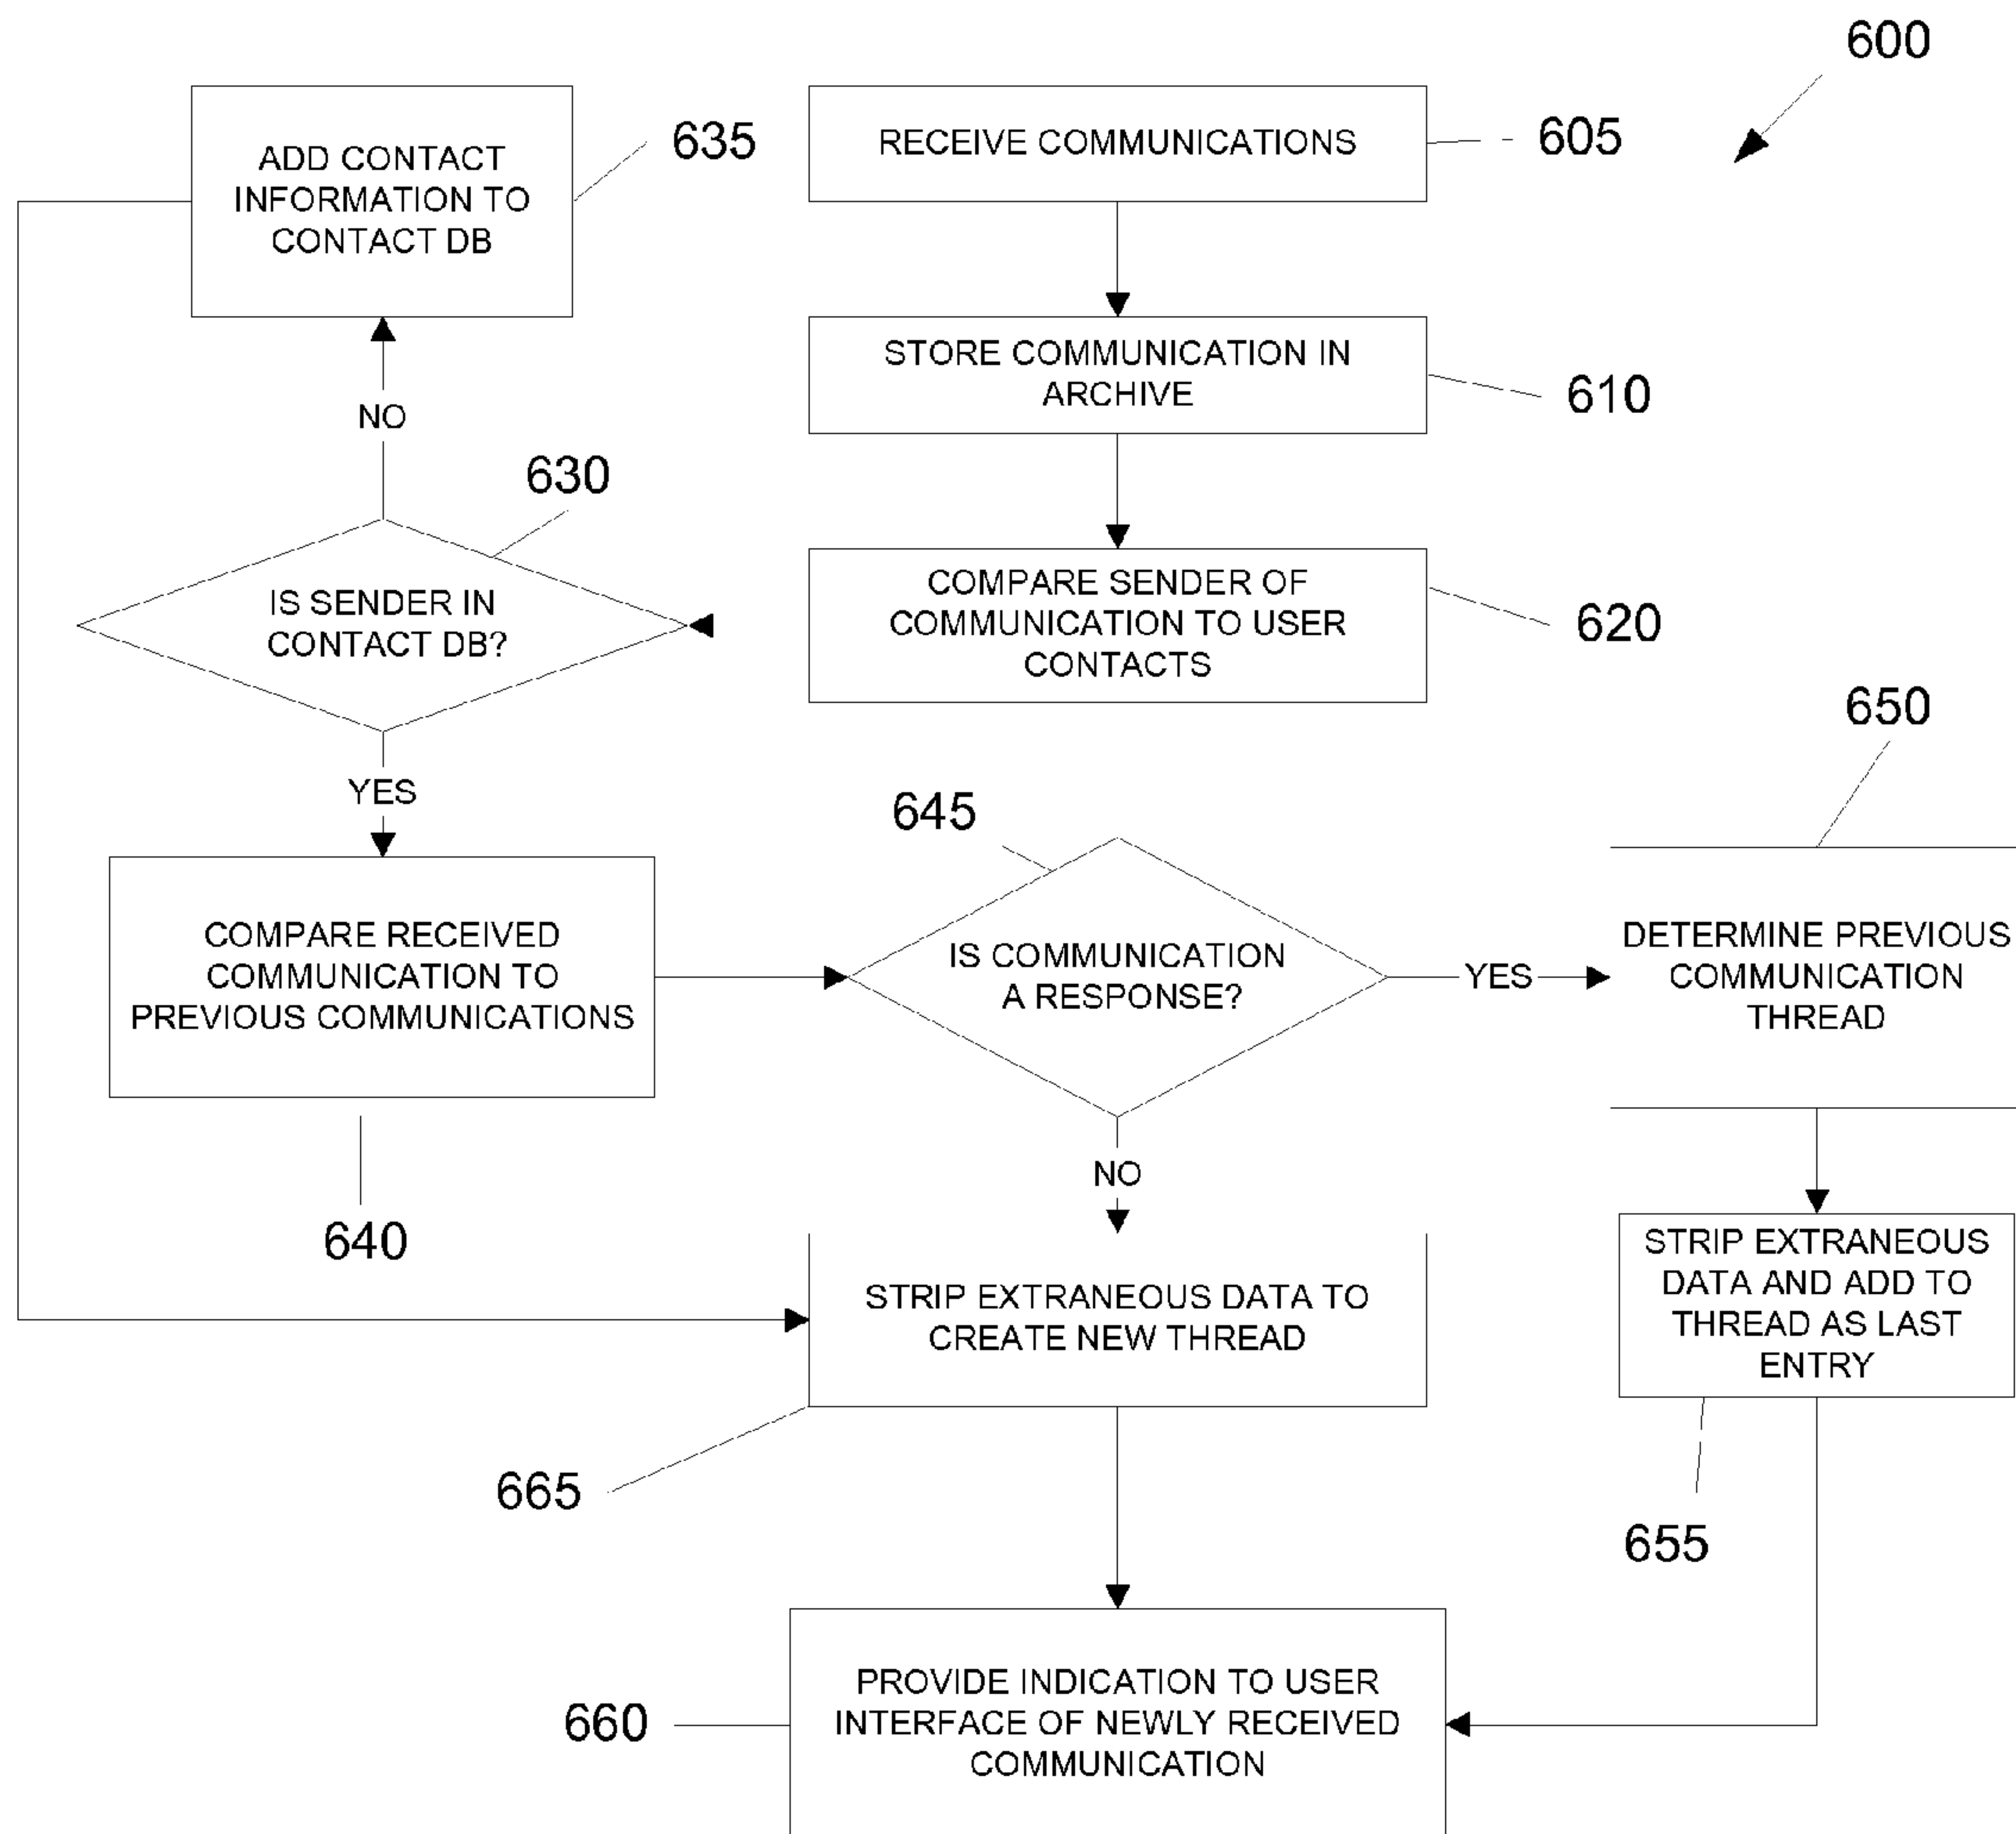 600
ADD CONTACT
INFORMATION TO
CONTACT DB
635
RECEIVE COMMUNICATIONS
605
STORE COMMUNICATION IN
ARCHIVE
610
NO
630
IS SENDER IN
CONTACT DB?
COMPARE SENDER OF
COMMUNICATION TO USER
CONTACTS
620
YES
650
645
COMPARE RECEIVED
COMMUNICATION TO
PREVIOUS COMMUNICATIONS
640
IS COMMUNICATION
A RESPONSE?
YES
DETERMINE PREVIOUS
COMMUNICATION
THREAD
NO
STRIP EXTRANEOUS DATA TO
CREATE NEW THREAD
665
STRIP EXTRANEOUS
DATA AND ADD TO
THREAD AS LAST
ENTRY
655
660
PROVIDE INDICATION TO USER
INTERFACE OF NEWLY RECEIVED
COMMUNICATION